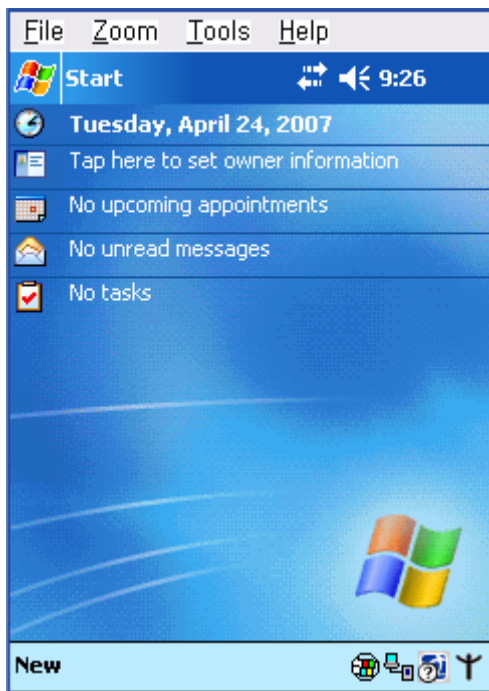 File Zoom Tools Help
Start 9:26
Tuesday, April 24, 2007
Tap here to set owner information
No upcoming appointments
No unread messages
No tasks
New